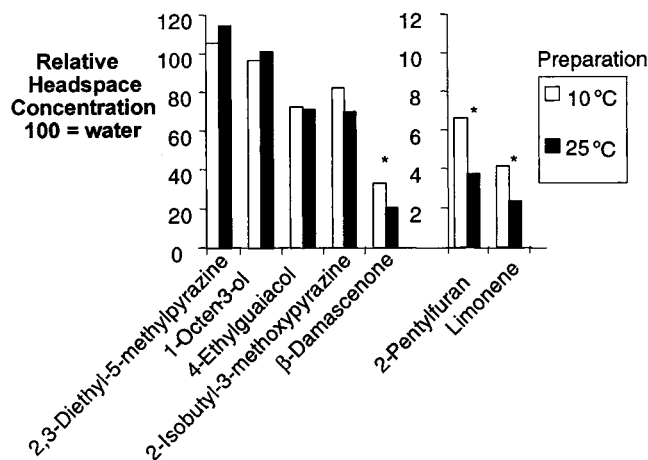 Relative
Headspace
Concentration
100 = water
120
100
80
60
40
20
0
*
12
10
8
6
4
2
*
*
Preparation
10 °C
25 °C
2,3-Diethyl-5-methylpyrazine
1-Octen-3-ol
4-Ethylguaiacol
2-Isobutyl-3-methoxypyrazine
β-Damascenone
2-Pentylfuran
Limonene